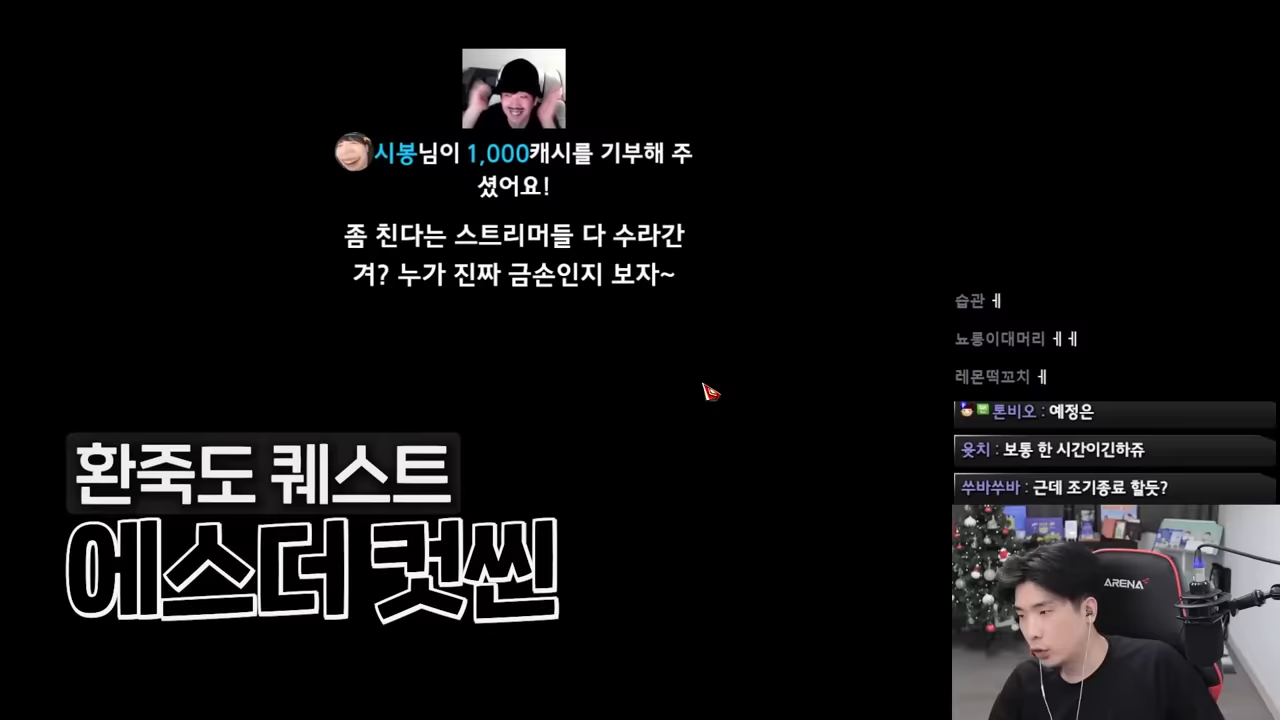 시봉님이 1,000캐시를 기부해 주
셨어요!
좀 친다는 스트리머들 다 수라간
겨? 누가 진짜 금손인지 보자~
습관 ㅔ
뇨롱이대머리 ㅔㅔ
레몬떡꼬치 ㅔ
톤비오 : 예정은
욧치 : 보통 한 시간이긴하쥬
쑤바쑤바 : 근데 조기종료 할듯?
환죽도 퀘스트
에스더 컷씬
ARENA